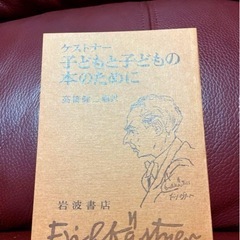 ケストナー
子どもと子どもの
本のために
高橋健二編訳
岩波書店
Erich Kästner